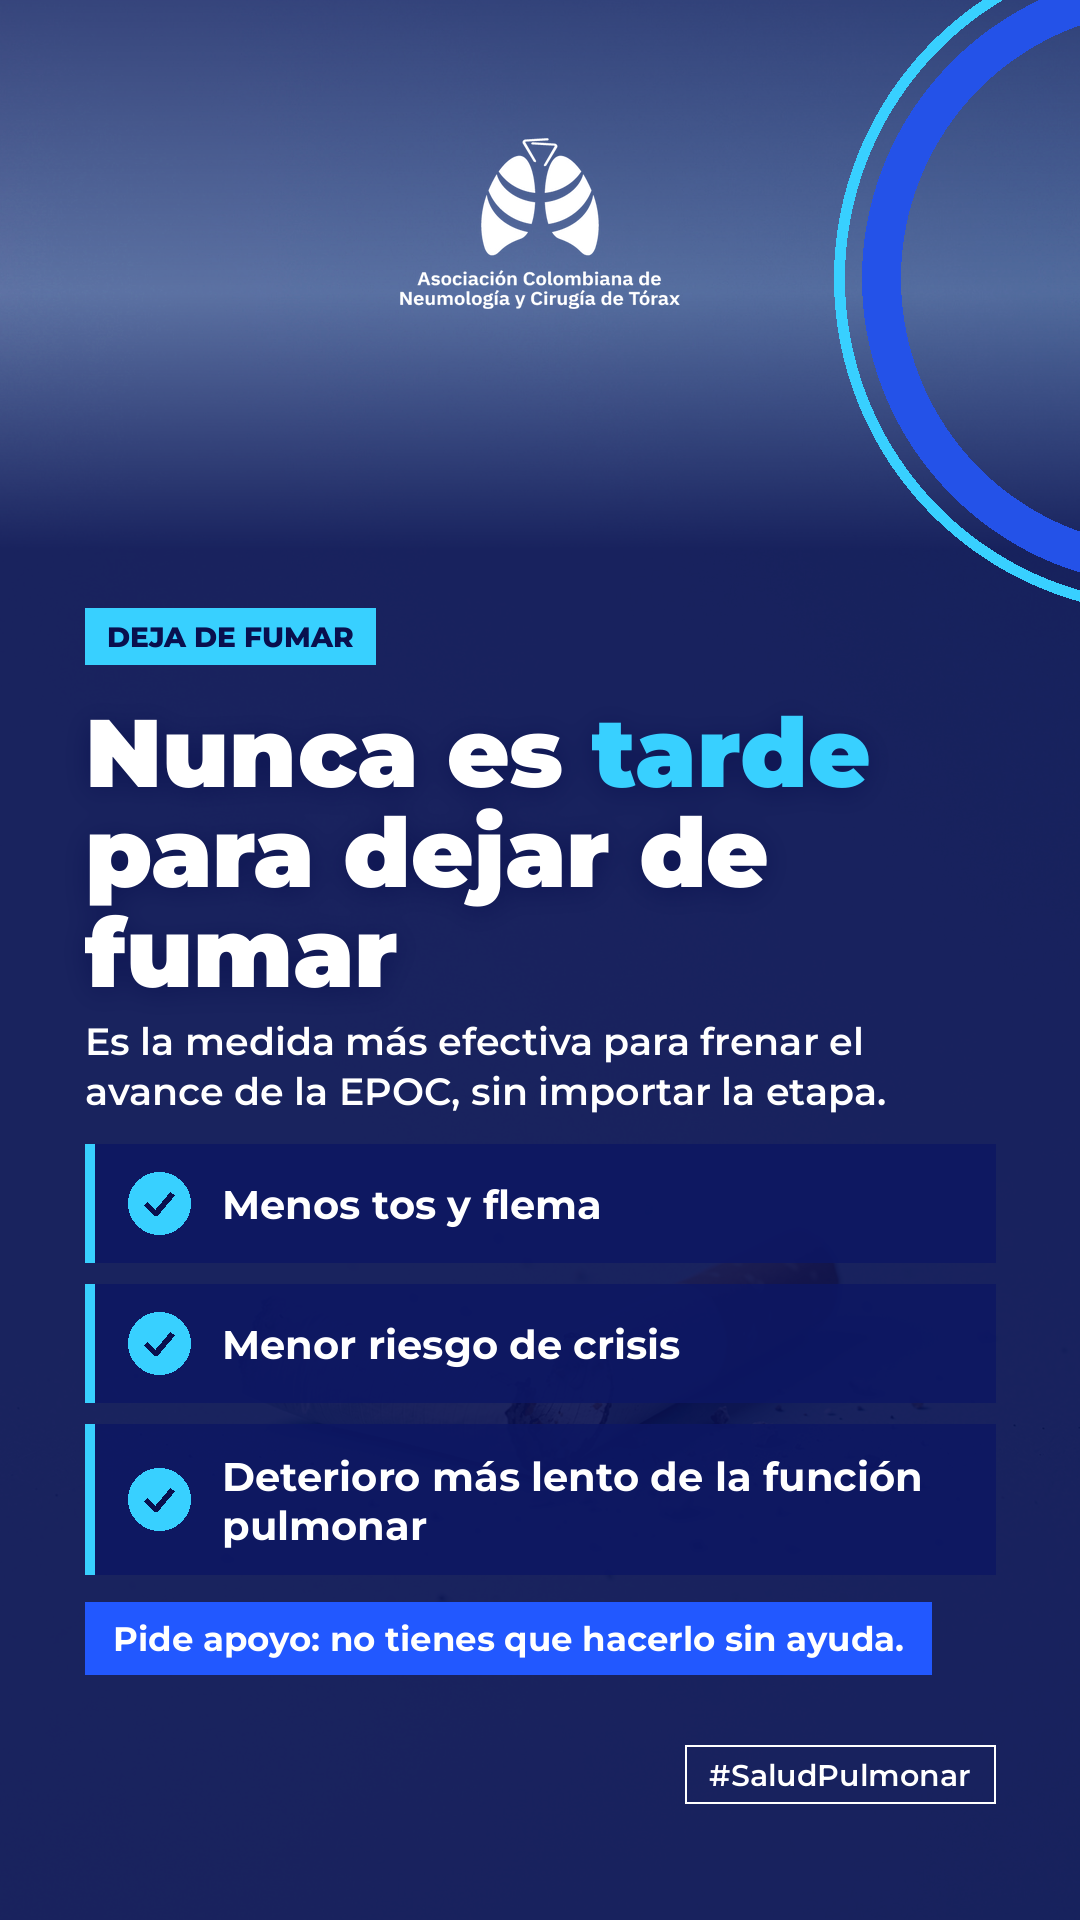 Asociación Colombiana de
Neumología y Cirugía de Tórax
DEJA DE FUMAR
Nunca es tarde
para dejar de
fumar
Es la medida más efectiva para frenar el
avance de la EPOC, sin importar la etapa.
Menos tos y flema
Menor riesgo de crisis
Deterioro más lento de la función
pulmonar
Pide apoyo: no tienes que hacerlo sin ayuda.
#SaludPulmonar